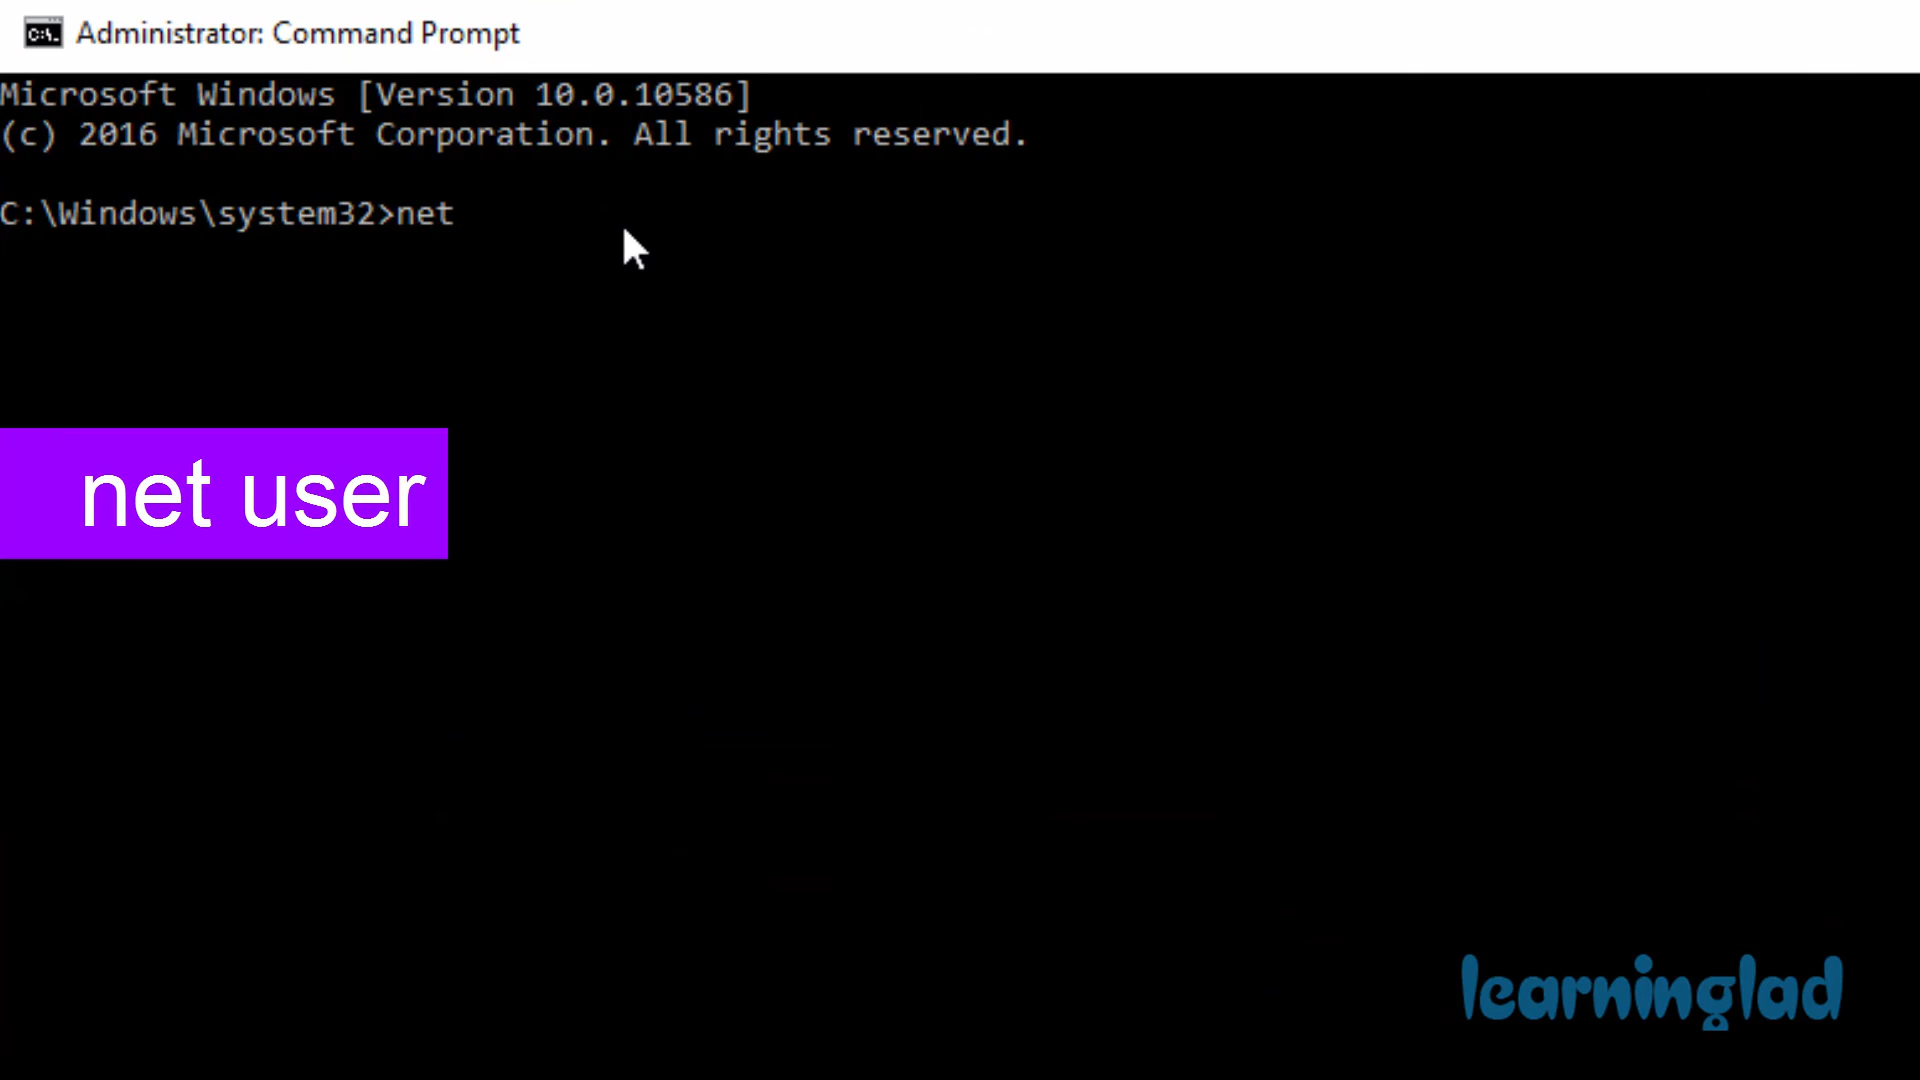 Administrator: Command Prompt
Microsoft Windows [Version 10.0.10586]
(c) 2016 Microsoft Corporation. All rights reserved.
C:\Windows\system32>net
net user
learninglad